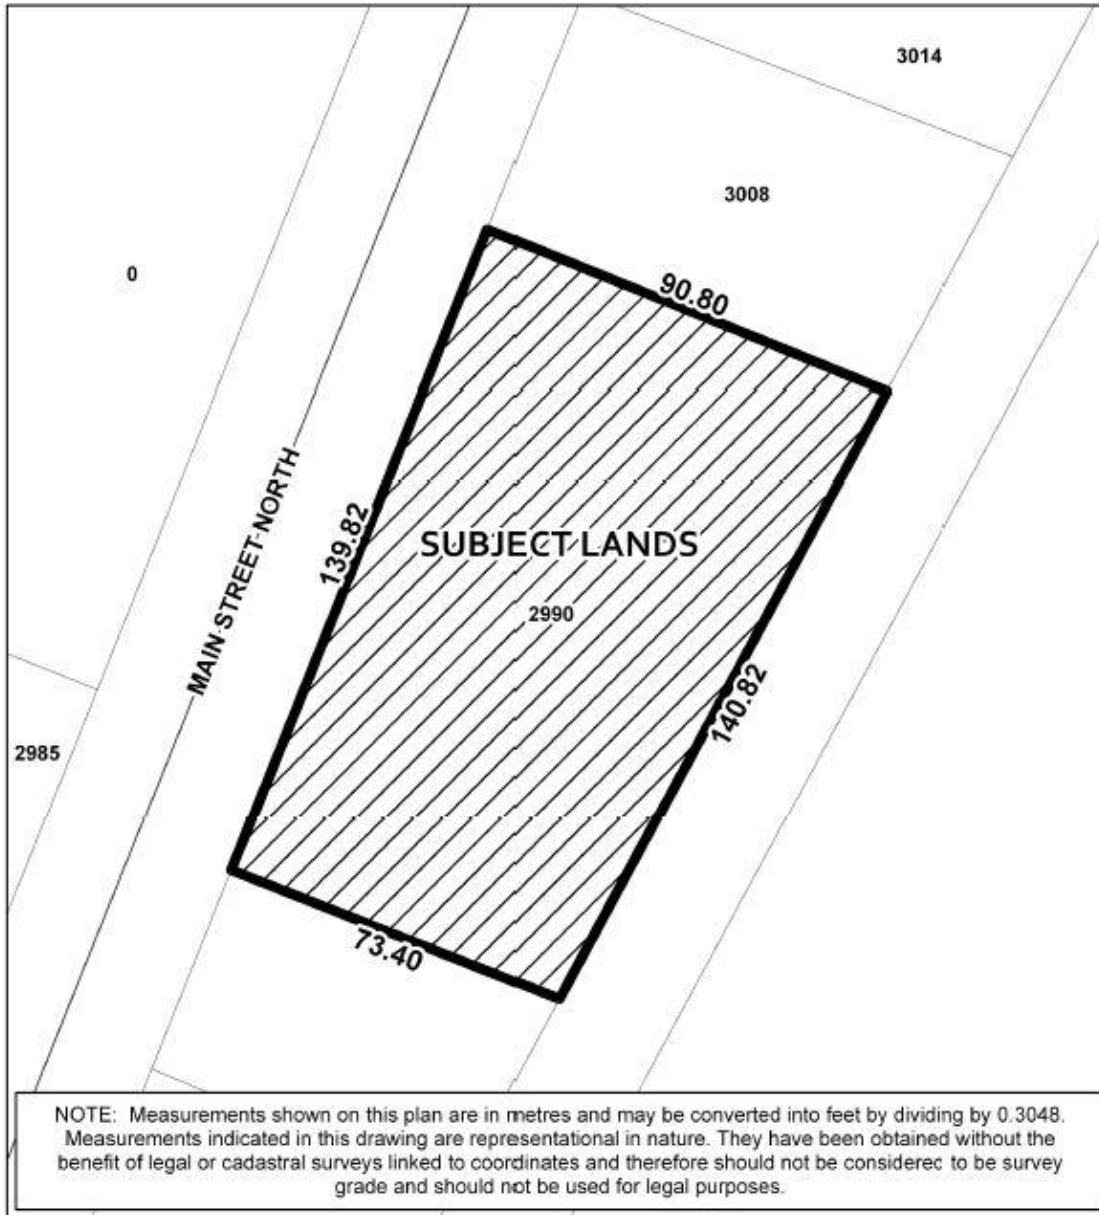 3014
3008
0
90.80
MAIN STREET NORTH
139.82
SUBJECT LANDS
2990
140.82
2985
73.40
NOTE: Measurements shown on this plan are in metres and may be converted into feet by dividing by 0.3048.
Measurements indicated in this drawing are representational in nature. They have been obtained without the
benefit of legal or cadastral surveys linked to coordinates and therefore should not be considered to be survey
grade and should not be used for legal purposes.